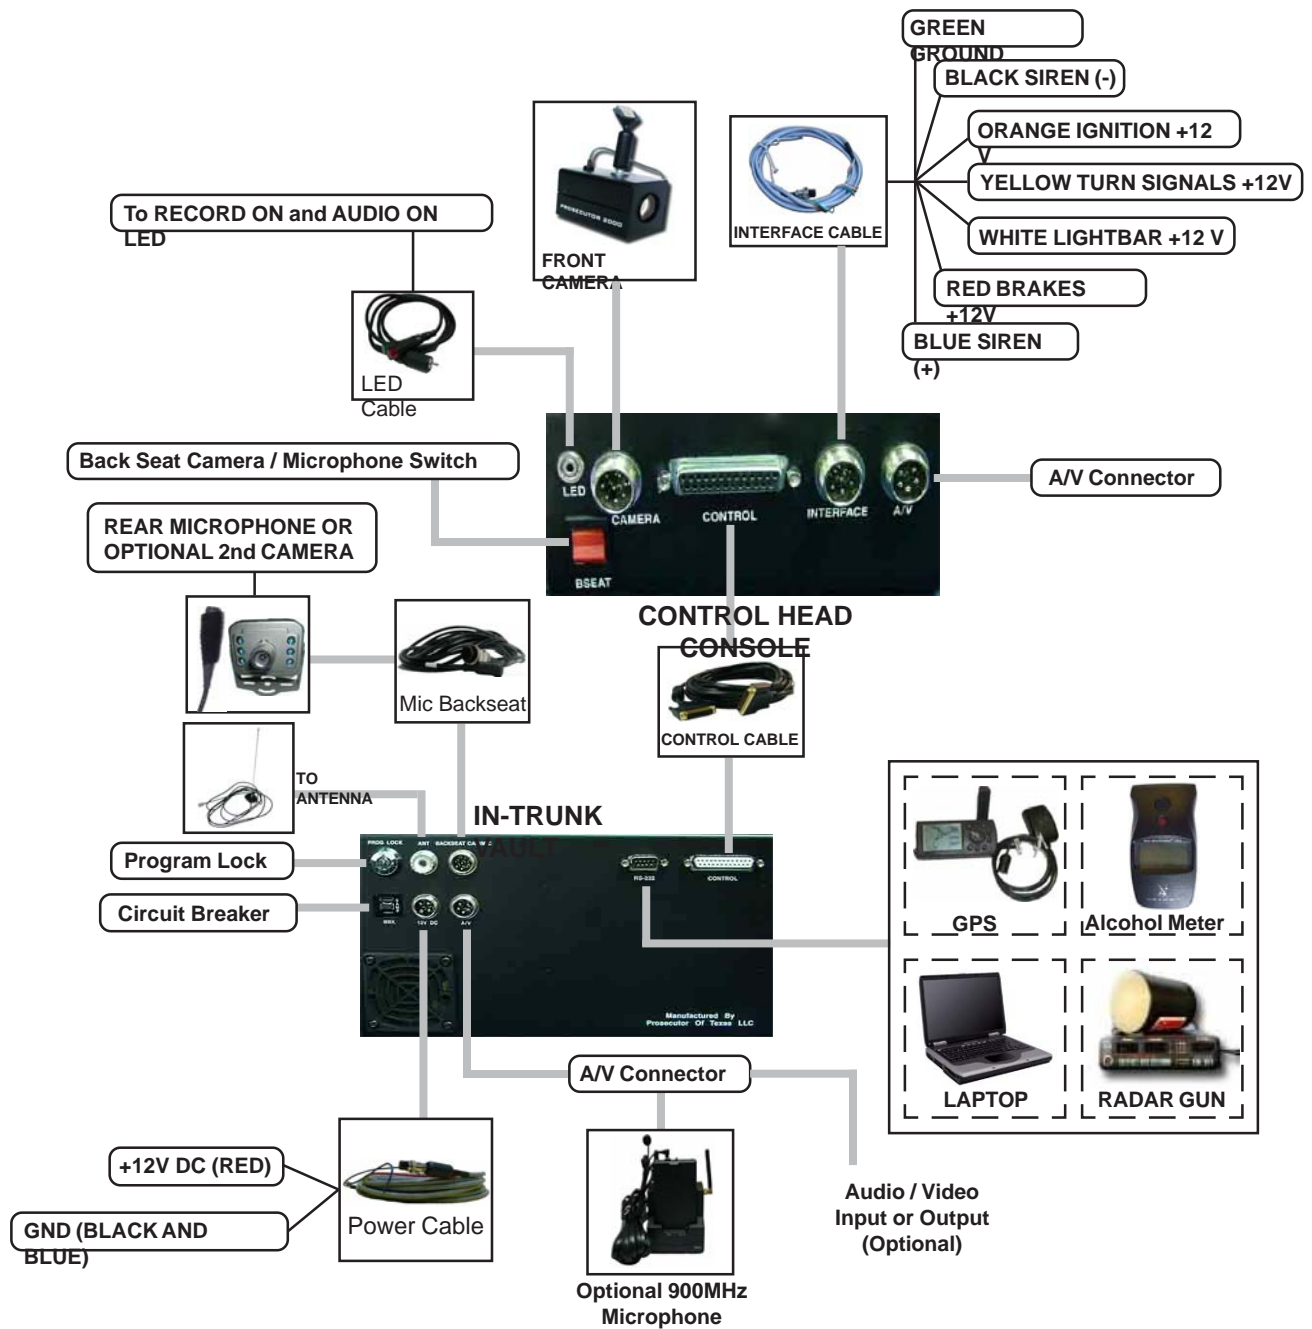 GREEN
GROUND
BLACK SIREN (-)
ORANGE IGNITION +12
V
YELLOW TURN SIGNALS +12V
WHITE LIGHTBAR +12 V
RED BRAKES
+12V
BLUE SIREN
(+)
INTERFACE CABLE
PROSECUTOR 2000
FRONT
CAMERA
To RECORD ON and AUDIO ON
LED
LED
Cable
Back Seat Camera / Microphone Switch
LED
CAMERA
CONTROL
INTERFACE
A/V
BSEAT
A/V Connector
REAR MICROPHONE OR
OPTIONAL 2nd CAMERA
CONTROL HEAD
CONSOLE
Mic Backseat
CONTROL CABLE
TO
ANTENNA
IN-TRUNK
VAULT
PROG LOCK
ANT
BACKSEAT
RS-232
CONTROL
Program Lock
Circuit Breaker
12V DC
A/V
Manufactured By
Prosecutor Of Texas LLC
GPS
Alcohol Meter
LAPTOP
RADAR GUN
A/V Connector
+12V DC (RED)
GND (BLACK AND
BLUE)
Power Cable
Audio / Video
Input or Output
(Optional)
Optional 900MHz
Microphone